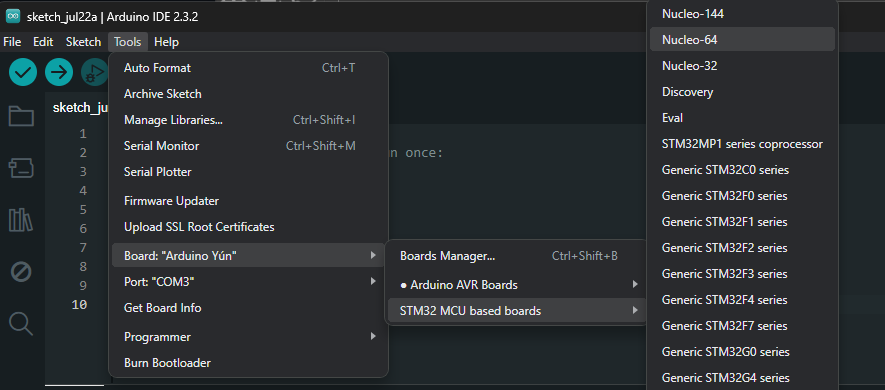 sketch_jul22a | Arduino IDE 2.3.2
File Edit Sketch Tools Help
Auto Format Ctrl+T
Archive Sketch
Manage Libraries... Ctrl+Shift+I
Serial Monitor Ctrl+Shift+M
Serial Plotter
Firmware Updater
Upload SSL Root Certificates
Board: "Arduino Yún"
Port: "COM3"
Get Board Info
Programmer
Burn Bootloader
sketch_ju
1
2
once:
3
4
5
6
7
8
9
10
Boards Manager... Ctrl+Shift+B
● Arduino AVR Boards
STM32 MCU based boards
Nucleo-144
Nucleo-64
Nucleo-32
Discovery
Eval
STM32MP1 series coprocessor
Generic STM32C0 series
Generic STM32F0 series
Generic STM32F1 series
Generic STM32F2 series
Generic STM32F3 series
Generic STM32F4 series
Generic STM32F7 series
Generic STM32G0 series
Generic STM32G4 series